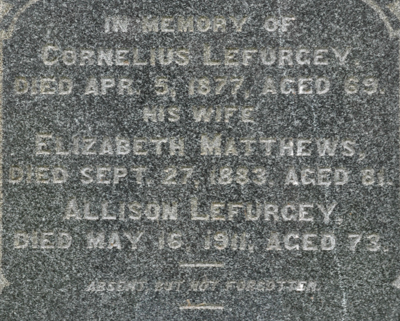 IN MEMORY OF
CORNELIUS LEFURGEY,
DIED APR. 5, 1877, AGED 69.
HIS WIFE
ELIZABETH MATTHEWS,
DIED SEPT. 27, 1883, AGED 81.
ALLISON LEFURGEY,
DIED MAY 16, 1911, AGED 73.
ABSENT BUT NOT FORGOTTEN.